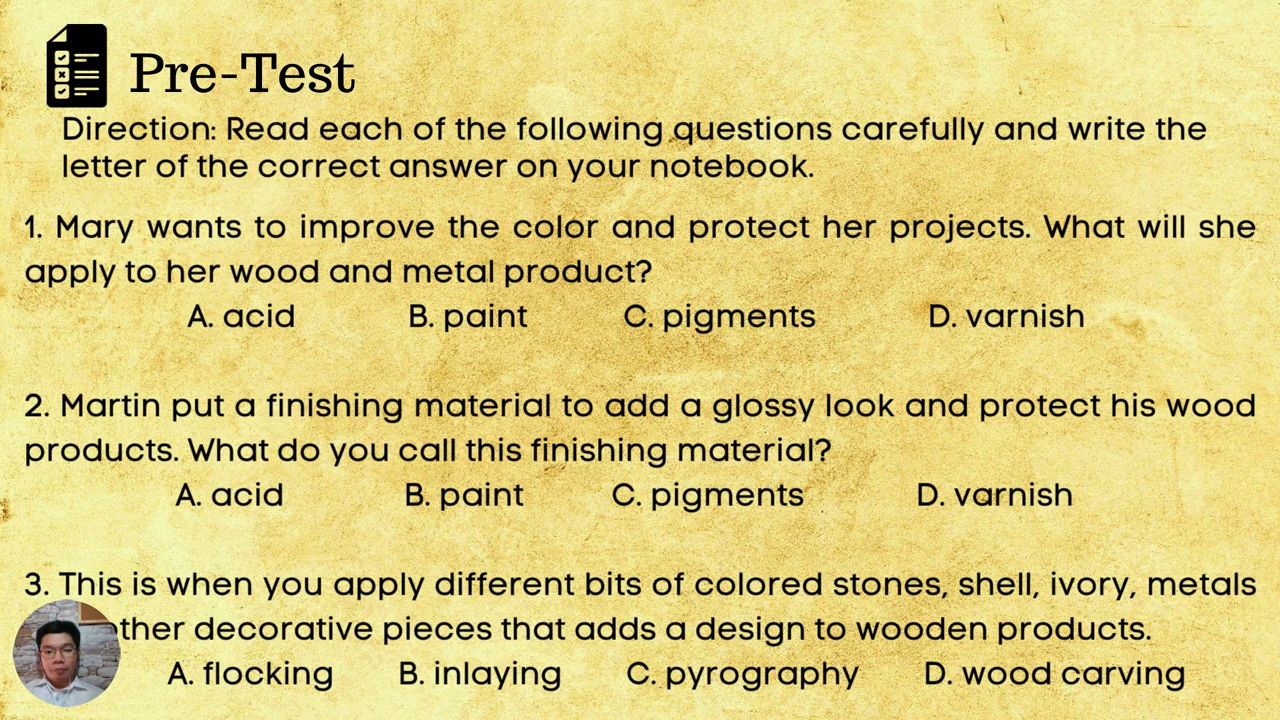 Pre-Test
Direction: Read each of the following questions carefully and write the
letter of the correct answer on your notebook.
1. Mary wants to improve the color and protect her projects. What will she
apply to her wood and metal product?
A. acid B. paint C. pigments D. varnish
2. Martin put a finishing material to add a glossy look and protect his wood
products. What do you call this finishing material?
A. acid B. paint C. pigments D. varnish
3. This is when you apply different bits of colored stones, shell, ivory, metals
decorative pieces that adds a design to wooden products.
A. flocking B. inlaying C. pyrography D. wood carving